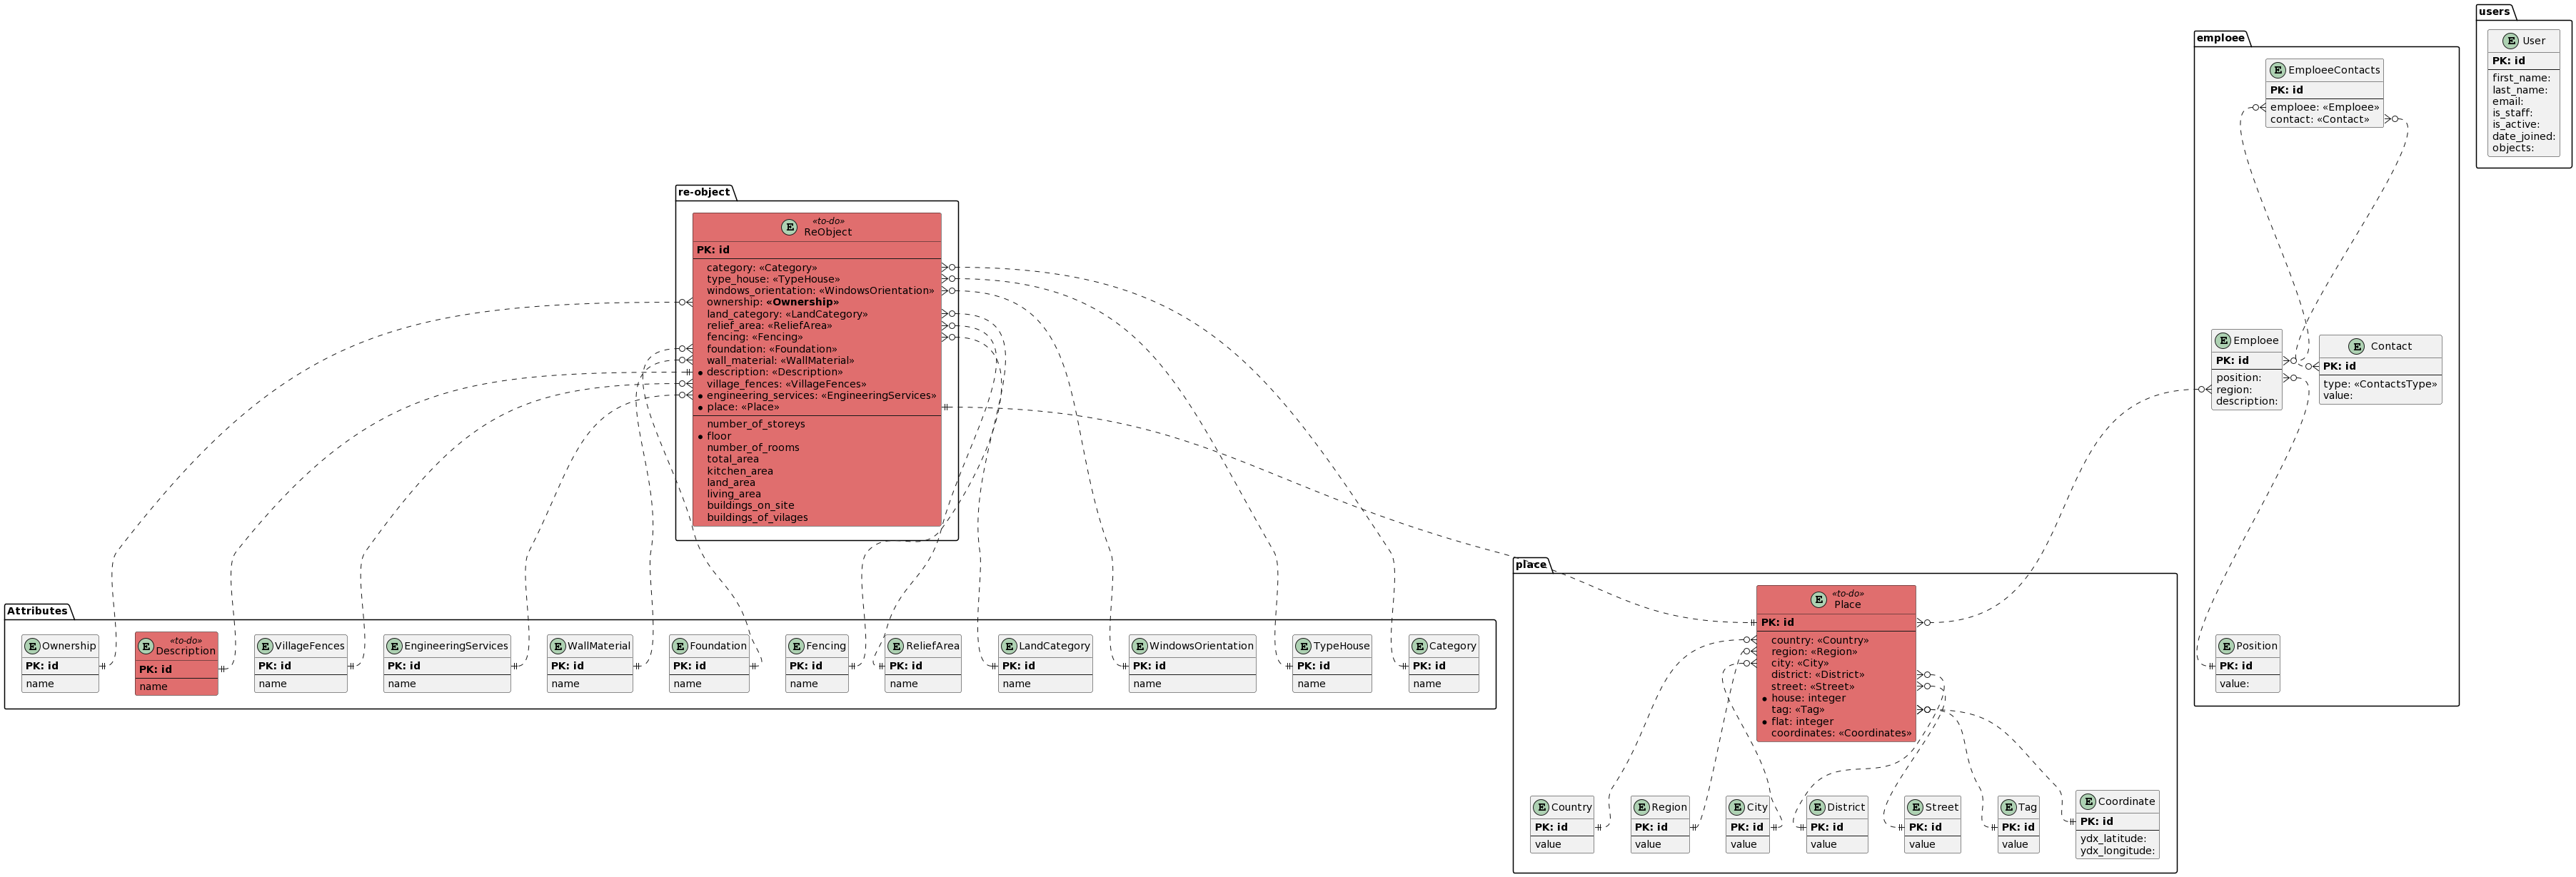 users
E User
PK: id
first_name:
last_name:
email:
is_staff:
is_active:
date_joined:
objects:
emploee
E EmploeeContacts
PK: id
emploee: «Emploee»
contact: «Contact»
E Emploee
PK: id
position:
region:
description:
E Contact
PK: id
type: «ContactsType»
value:
E Position
PK: id
value:
re-object
«to-do»
E ReObject
PK: id
category: «Category»
type_house: «TypeHouse»
windows_orientation: «WindowsOrientation»
ownership: «Ownership»
land_category: «LandCategory»
relief_area: «ReliefArea»
fencing: «Fencing»
foundation: «Foundation»
wall_material: «WallMaterial»
description: «Description»
village_fences: «VillageFences»
engineering_services: «EngineeringServices»
place: «Place»
number_of_storeys
floor
number_of_rooms
total_area
kitchen_area
land_area
living_area
buildings_on_site
buildings_of_vilages
Attributes
E Ownership
PK: id
name
«to-do»
E Description
PK: id
name
E VillageFences
PK: id
name
E EngineeringServices
PK: id
name
E WallMaterial
PK: id
name
E Foundation
PK: id
name
E Fencing
PK: id
name
E ReliefArea
PK: id
name
E LandCategory
PK: id
name
E WindowsOrientation
PK: id
name
E TypeHouse
PK: id
name
E Category
PK: id
name
place
«to-do»
E Place
PK: id
country: «Country»
region: «Region»
city: «City»
district: «District»
street: «Street»
house: integer
tag: «Tag»
flat: integer
coordinates: «Coordinates»
E Country
PK: id
value
E Region
PK: id
value
E City
PK: id
value
E District
PK: id
value
E Street
PK: id
value
E Tag
PK: id
value
E Coordinate
PK: id
ydx_latitude:
ydx_longitude: